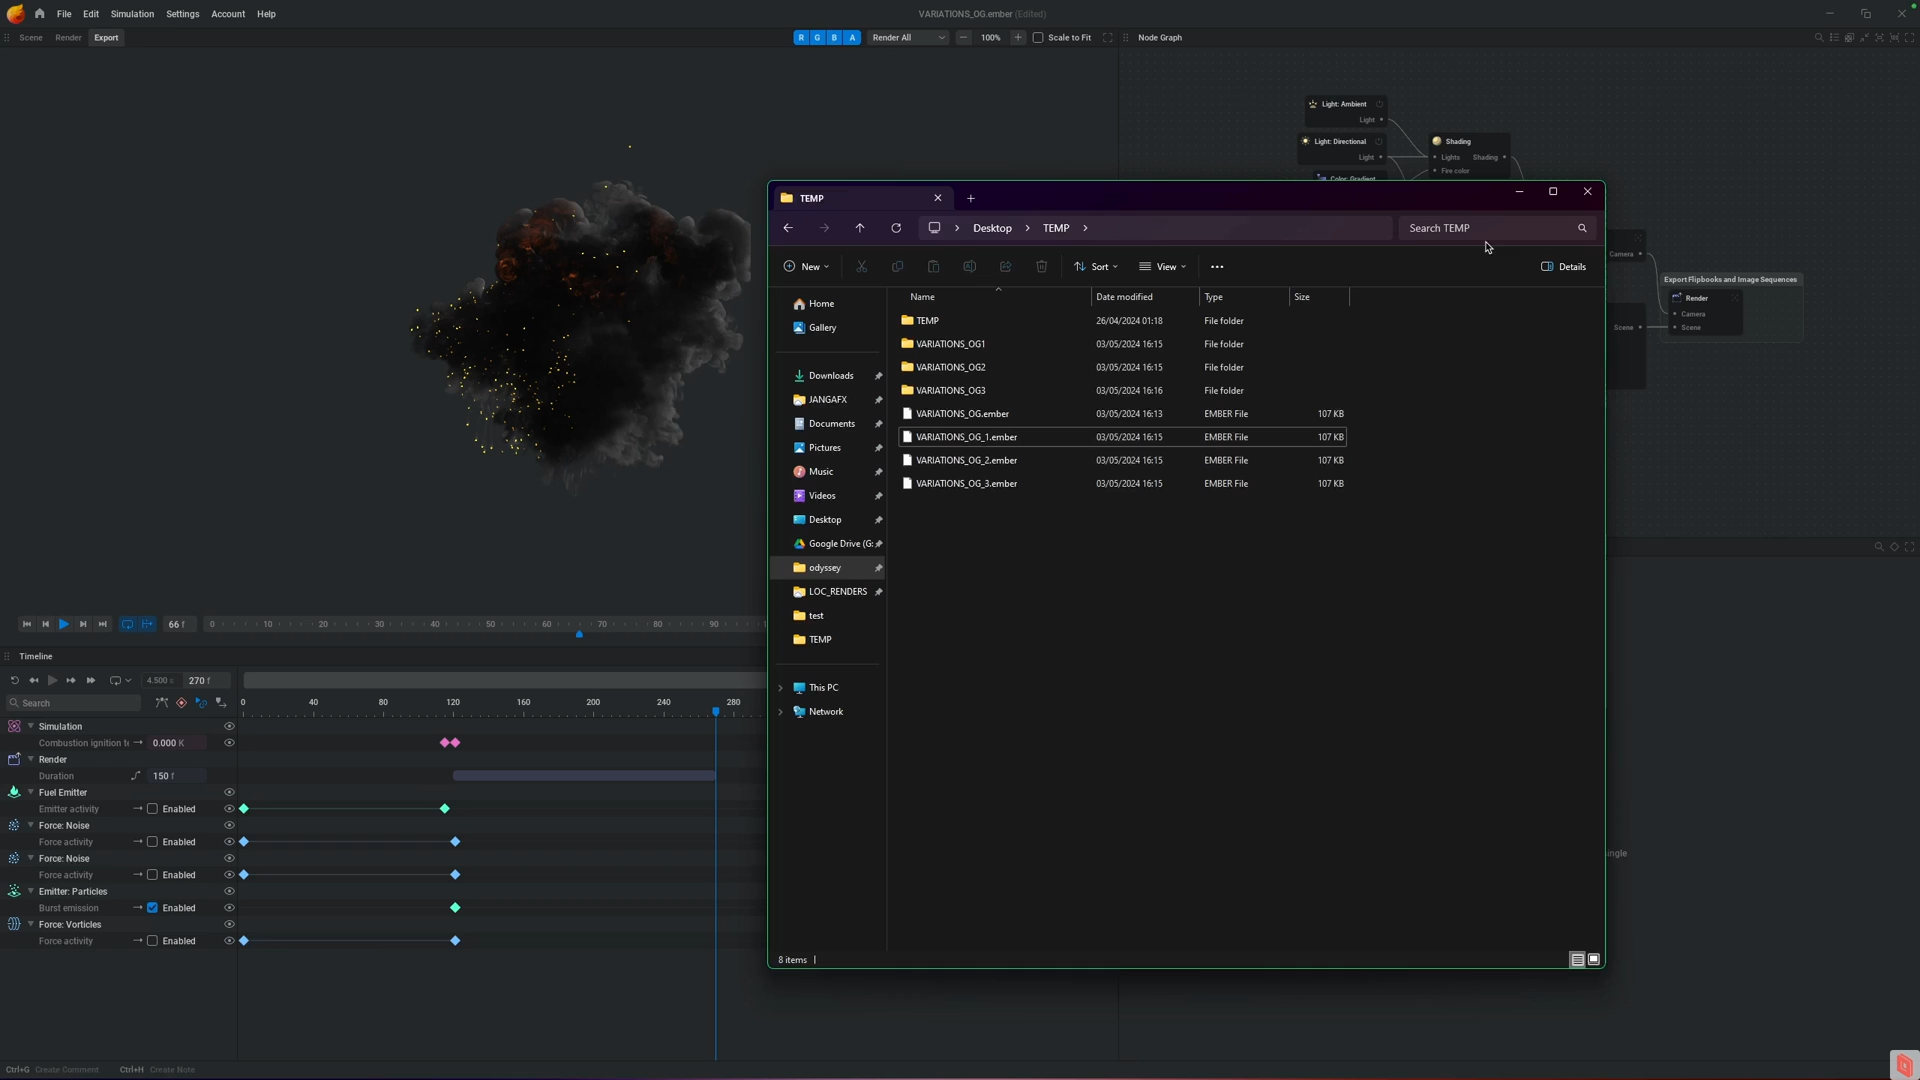 File Edit Simulation Settings Account Help
VARIATIONS_OG.ember (Edited)
Scene Render Export
R G B A Render All 100% Scale to Fit
Node Graph
Light: Ambient
Light
Light: Directional
Light
Shading
Lights Shading
Fire color
Color: Gradient
Camera
Export Flipbooks and Image Sequences
Render
Camera
Scene Scene
TEMP
Desktop > TEMP >
Search TEMP
New Sort View Details
Name Date modified Type Size
TEMP 26/04/2024 01:18 File folder
VARIATIONS_OG1 03/05/2024 16:15 File folder
VARIATIONS_OG2 03/05/2024 16:15 File folder
VARIATIONS_OG3 03/05/2024 16:16 File folder
VARIATIONS_OG.ember 03/05/2024 16:13 EMBER File 107 KB
VARIATIONS_OG_1.ember 03/05/2024 16:15 EMBER File 107 KB
VARIATIONS_OG_2.ember 03/05/2024 16:15 EMBER File 107 KB
VARIATIONS_OG_3.ember 03/05/2024 16:15 EMBER File 107 KB
Home
Gallery
Downloads
JANGAFX
Documents
Pictures
Music
Videos
Desktop
Google Drive (G:
odyssey
LOC_RENDERS
test
TEMP
This PC
Network
8 items
66 f 0 10 20 30 40 50 60 70 80 90
Timeline
4.500 s 270 f
Search
0 40 80 120 160 200 240 280
Simulation
Combustion ignition te 0.000 K
Render
Duration 150 f
Fuel Emitter
Emitter activity Enabled
Force: Noise
Force activity Enabled
Force: Noise
Force activity Enabled
Emitter: Particles
Burst emission Enabled
Force: Vorticles
Force activity Enabled
Ctrl+G Create Comment Ctrl+H Create Note